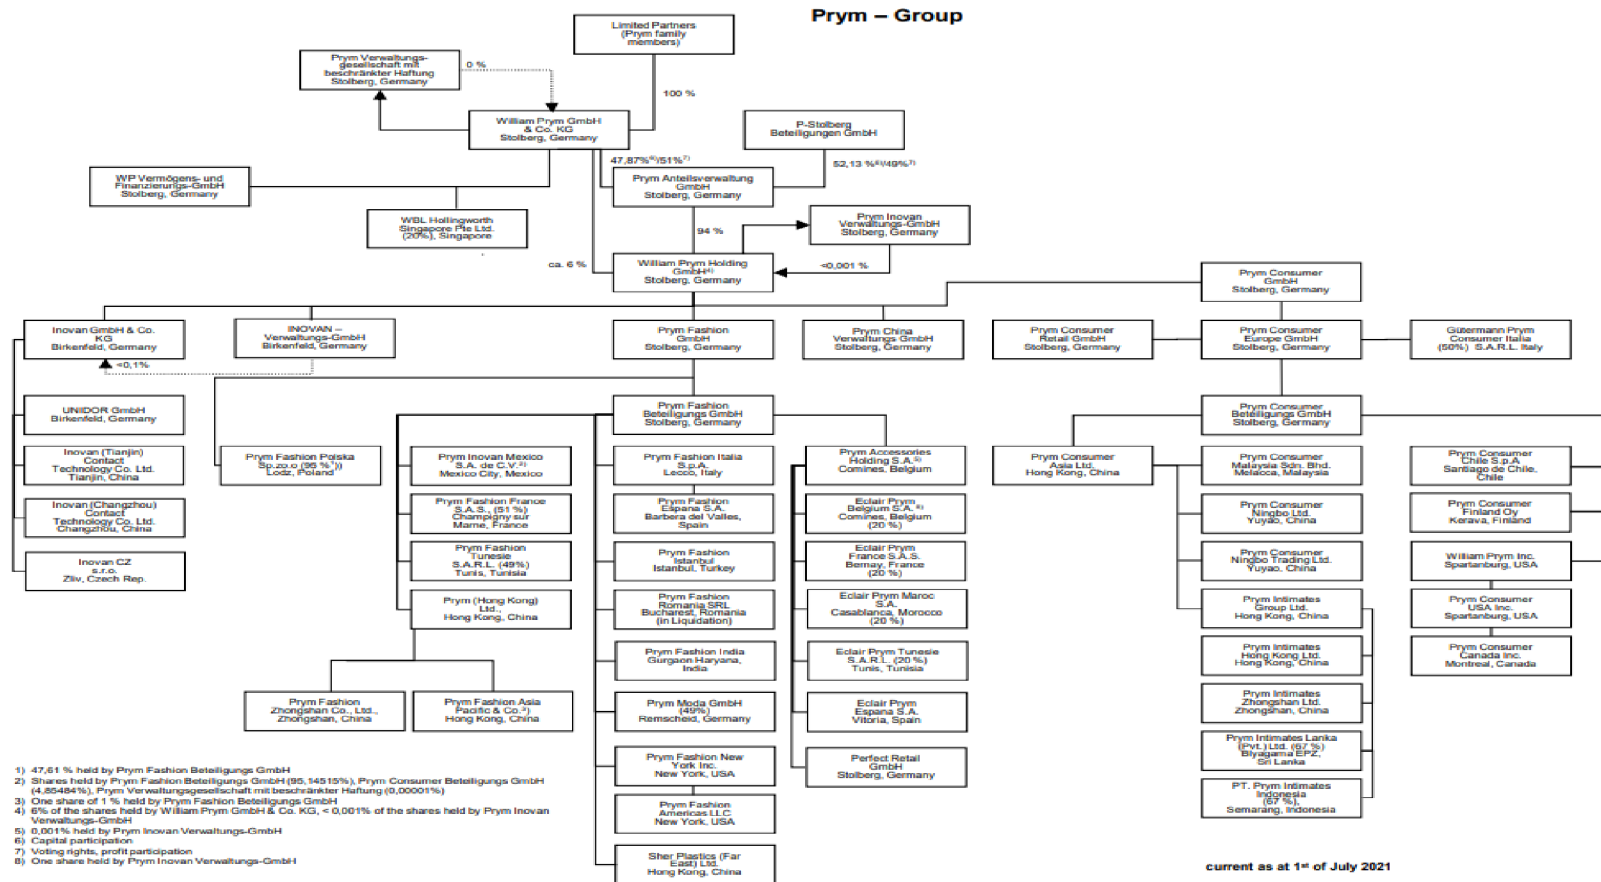 Prym – Group
Limited Partners
(Prym family
members)
Prym Verwaltungs-
gesellschaft mit
beschränkter Haftung
Stolberg, Germany
0 %
100 %
William Prym GmbH
& Co. KG
Stolberg, Germany
P-Stolberg
Beteiligungen GmbH
47,87%⁶⁾/51%⁷⁾
52,13 %⁶⁾/49%⁷⁾
WP Vermögens- und
Finanzierungs-GmbH
Stolberg, Germany
Prym Anteilsverwaltung
GmbH
Stolberg, Germany
WBL Hollingworth
Singapore Pte Ltd.
(20%), Singapore
Prym Inovan
Verwaltungs-GmbH
Stolberg, Germany
94 %
ca. 6 %
<0,001 %
William Prym Holding
GmbH⁴⁾
Stolberg, Germany
Prym Consumer
GmbH
Stolberg, Germany
Inovan GmbH & Co.
KG
Birkenfeld, Germany
INOVAN –
Verwaltungs-GmbH
Birkenfeld, Germany
Prym Fashion
GmbH
Stolberg, Germany
Prym China
Verwaltungs GmbH
Stolberg, Germany
Prym Consumer
Retail GmbH
Stolberg, Germany
Prym Consumer
Europe GmbH
Stolberg, Germany
Gütermann Prym
Consumer Italia
(50%) S.A.R.L. Italy
<0,1%
UNIDOR GmbH
Birkenfeld, Germany
Prym Fashion
Beteiligungs GmbH
Stolberg, Germany
Prym Consumer
Beteiligungs GmbH
Stolberg, Germany
Inovan (Tianjin)
Contact
Technology Co. Ltd.
Tianjin, China
Prym Fashion Polska
Sp.zo.o (95 %¹⁾)
Lodz, Poland
Prym Inovan Mexico
S.A. de C.V.²⁾
Mexico City, Mexico
Prym Fashion Italia
S.p.A.
Lecco, Italy
Prym Accessories
Holding S.A.⁵⁾
Comines, Belgium
Prym Consumer
Asia Ltd.
Hong Kong, China
Prym Consumer
Malaysia Sdn. Bhd.
Melaca, Malaysia
Prym Consumer
Chile S.p.A
Santiago de Chile,
Chile
Inovan (Changzhou)
Contact
Technology Co. Ltd.
Changzhou, China
Prym Fashion France
S.A.S., (51 %)
Champigny sur
Marne, France
Prym Fashion
Espana S.A.
Barbera del Valles,
Spain
Eclair Prym
Belgium S.A. ⁸⁾
Comines, Belgium
(20 %)
Prym Consumer
Ningbo Ltd.
Yuyao, China
Prym Consumer
Finland Oy
Kerava, Finland
Inovan CZ
s.r.o.
Zliv, Czech Rep.
Prym Fashion
Tunesie
S.A.R.L. (49%)
Tunis, Tunisia
Prym Fashion
Istanbul
Istanbul, Turkey
Eclair Prym
France S.A.S.
Bernay, France
(20 %)
Prym Consumer
Ningbo Trading Ltd.
Yuyao, China
William Prym Inc.
Spartanburg, USA
Prym (Hong Kong)
Ltd.,
Hong Kong, China
Prym Fashion
Romania SRL
Bucharest, Romania
(in Liquidation)
Eclair Prym Maroc
S.A.
Casablanca, Morocco
(20 %)
Prym Intimates
Group Ltd.
Hong Kong, China
Prym Consumer
USA Inc.
Spartanburg, USA
Prym Fashion India
Gurgaon Haryana,
India
Eclair Prym Tunesie
S.A.R.L. (20 %)
Tunis, Tunisia
Prym Intimates
Hong Kong Ltd.
Hong Kong, China
Prym Consumer
Canada Inc.
Montreal, Canada
Prym Fashion
Zhongshan Co., Ltd.,
Zhongshan, China
Prym Fashion Asia
Pacific & Co.³⁾
Hong Kong, China
Prym Moda GmbH
(49%)
Remscheid, Germany
Eclair Prym
Espana S.A.
Vitoria, Spain
Prym Intimates
Zhongshan Ltd.
Zhongshan, China
Prym Fashion New
York Inc.
New York, USA
Perfect Retail
GmbH
Stolberg, Germany
Prym Intimates Lanka
(Pvt.) Ltd. (67 %)
Biyagama EPZ,
Sri Lanka
Prym Fashion
Americas LLC
New York, USA
PT. Prym Intimates
Indonesia
(67 %),
Semarang, Indonesia
Sher Plastics (Far
East) Ltd.
Hong Kong, China
1) 47,61 % held by Prym Fashion Beteiligungs GmbH
2) Shares held by Prym Fashion Beteiligungs GmbH (95,14515%), Prym Consumer Beteiligungs GmbH
(4,85484%), Prym Verwaltungsgesellschaft mit beschränkter Haftung (0,00001%)
3) One share of 1 % held by Prym Fashion Beteiligungs GmbH
4) 6% of the shares held by William Prym GmbH & Co. KG, < 0,001% of the shares held by Prym Inovan
Verwaltungs-GmbH
5) 0,001% held by Prym Inovan Verwaltungs-GmbH
6) Capital participation
7) Voting rights, profit participation
8) One share held by Prym Inovan Verwaltungs-GmbH
current as at 1st of July 2021